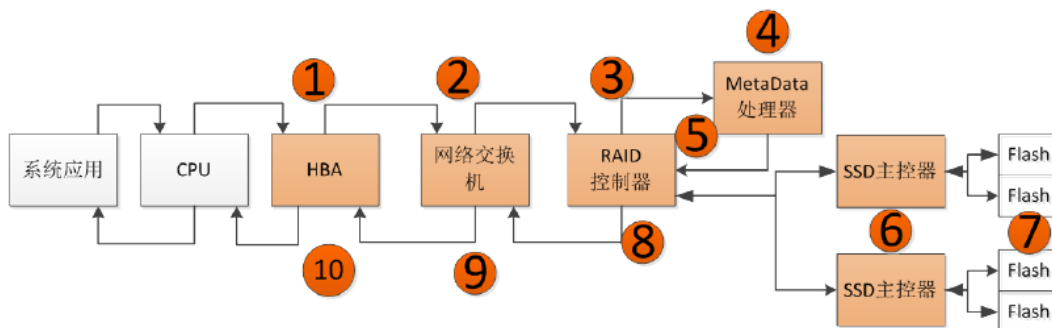 4
1
2
3
MetaData
处理器
5
系统应用
CPU
HBA
网络交换
机
RAID
控制器
SSD主控器
Flash
Flash
6
7
8
9
10
SSD主控器
Flash
Flash